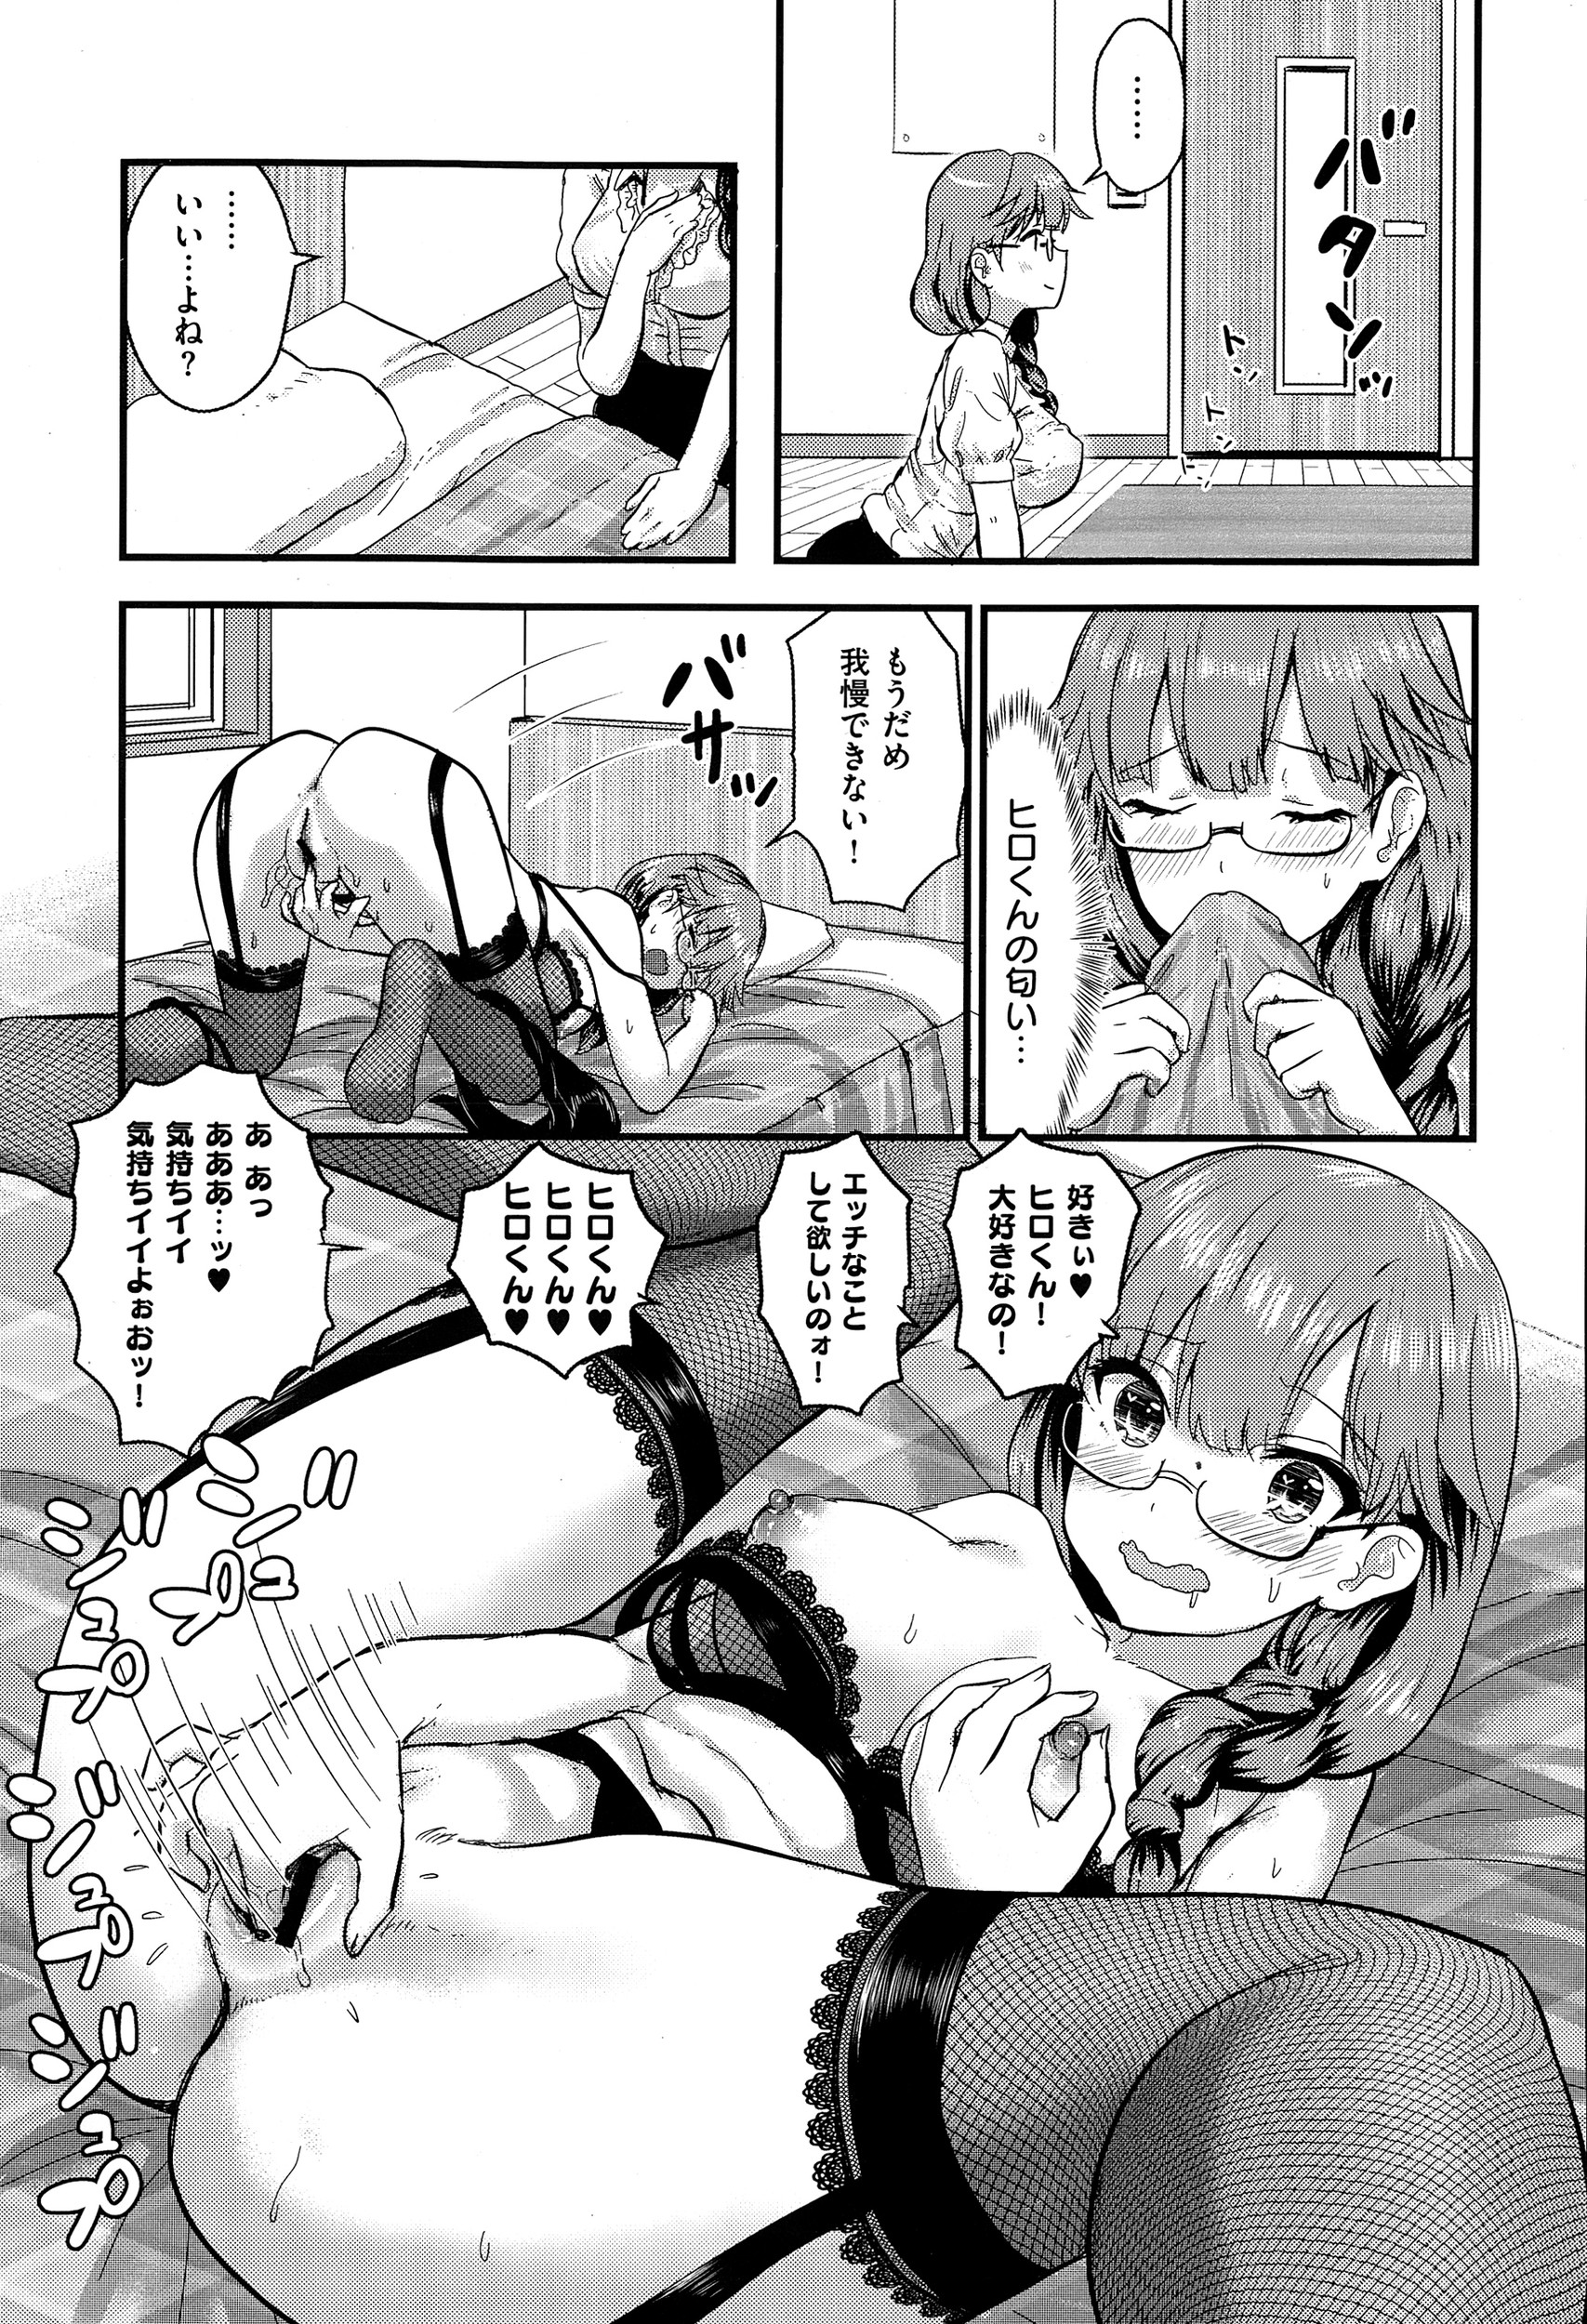 バタンッ
トッ
トッ
トッ
……
……
いい…よね？
ヒロくんの匂い…
もうだめ
我慢できない！
バサッ
好きぃ♥
ヒロくん！
大好きなの！
エッチなこと
して欲しいのォ！
ヒロくん♥
ヒロくん♥
ヒロくん♥
あ あっ
あああ…ッ♥
気持ちイイ
気持ちイイよぉおッ！
ジュプ
ジュプ
ジュプ
ジュプ